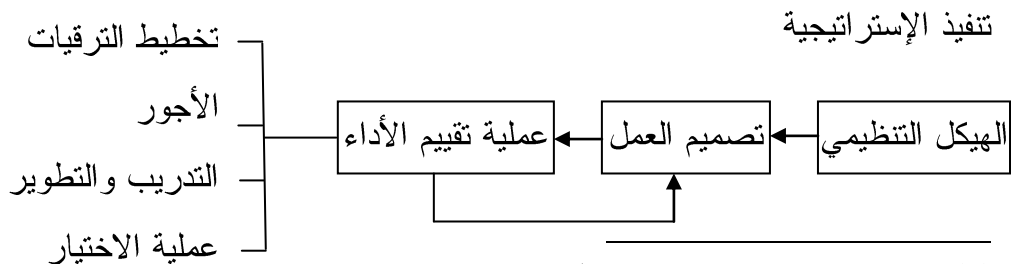 تنفيذ الإستراتيجية
الهيكل التنظيمي
تصميم العمل
عملية تقييم الأداء
تخطيط الترقيات
الأجور
التدريب والتطوير
عملية الاختيار